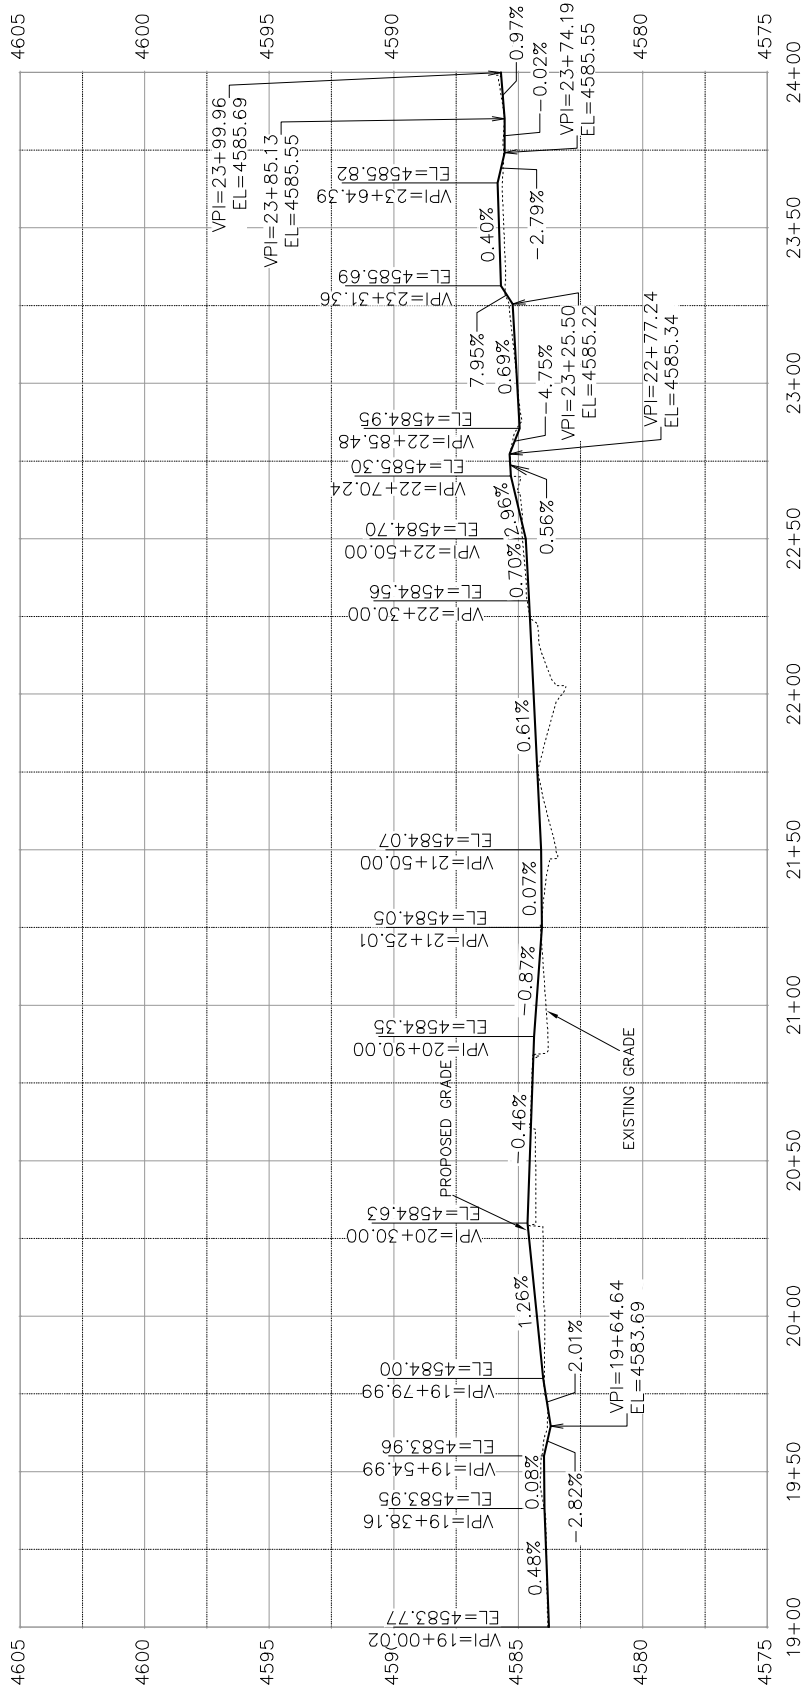 4605
4600
4595
4590
4585
4580
4575
4605
4600
4595
4590
4580
4575
19+00
19+50
20+00
20+50
21+00
21+50
22+00
22+50
23+00
23+50
24+00
VPI=19+00.02
EL=4583.77
0.48%
VPI=19+38.16
EL=4583.95
0.08%
VPI=19+54.99
EL=4583.96
-2.82%
VPI=19+64.64
EL=4583.69
2.01%
VPI=19+79.99
EL=4584.00
1.26%
VPI=20+30.00
EL=4584.63
PROPOSED GRADE
-0.46%
EXISTING GRADE
VPI=20+90.00
EL=4584.35
-0.87%
VPI=21+25.01
EL=4584.05
0.07%
VPI=21+50.00
EL=4584.07
0.61%
VPI=22+30.00
EL=4584.56
0.70%
VPI=22+50.00
EL=4584.70
2.96%
VPI=22+70.24
EL=4585.30
0.56%
VPI=22+77.24
EL=4585.34
-4.75%
VPI=22+85.48
EL=4584.95
0.69%
VPI=23+25.50
EL=4585.22
7.95%
VPI=23+31.36
EL=4585.69
0.40%
VPI=23+64.39
EL=4585.82
-2.79%
VPI=23+74.19
EL=4585.55
-0.02%
VPI=23+85.13
EL=4585.55
0.97%
VPI=23+99.96
EL=4585.69